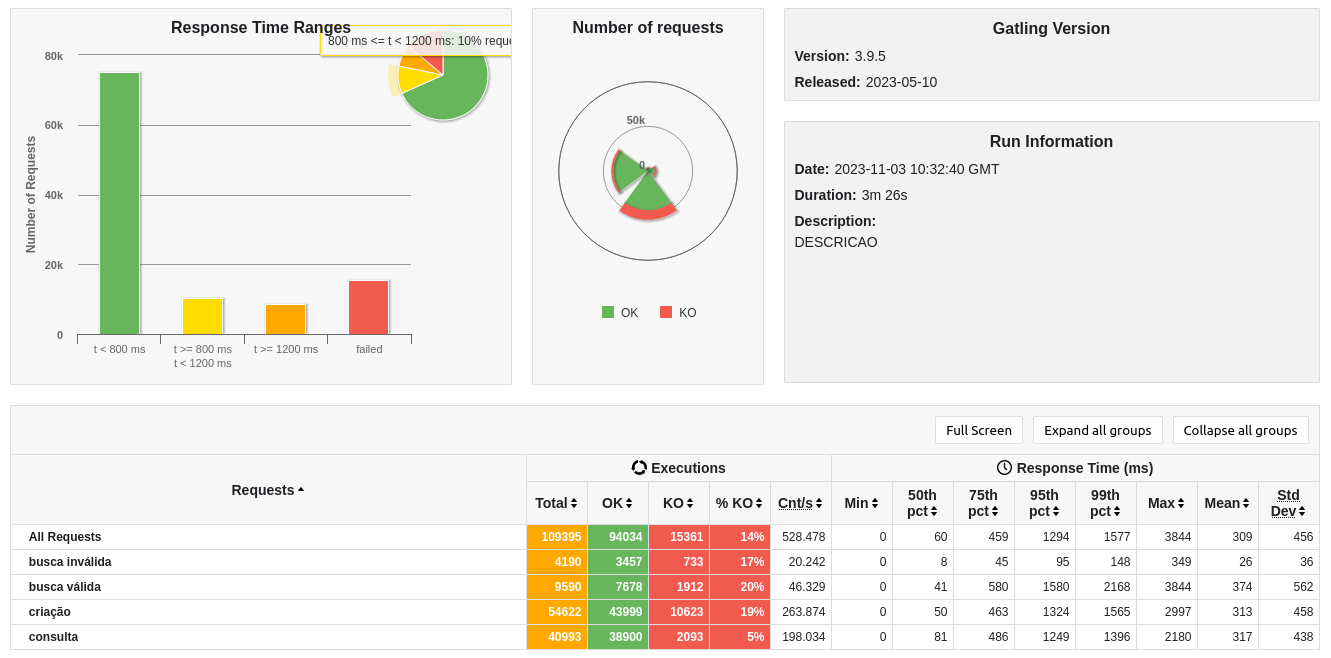 Response Time Ranges
800 ms <= t < 1200 ms: 10% reque
80k
60k
40k
20k
0
Number of Requests
t < 800 ms
t >= 800 ms
t < 1200 ms
t >= 1200 ms
failed
Number of requests
50k
0
OK KO
Gatling Version
Version: 3.9.5
Released: 2023-05-10
Run Information
Date: 2023-11-03 10:32:40 GMT
Duration: 3m 26s
Description:
DESCRICAO
Full Screen Expand all groups Collapse all groups
Requests Executions Response Time (ms)
Total OK KO % KO Cnt/s Min 50th pct 75th pct 95th pct 99th pct Max Mean Std Dev
All Requests 109395 94034 15361 14% 528.478 0 60 459 1294 1577 3844 309 456
busca inválida 4190 3457 733 17% 20.242 0 8 45 95 148 349 26 36
busca válida 9590 7678 1912 20% 46.329 0 41 580 1580 2168 3844 374 562
criação 54622 43999 10623 19% 263.874 0 50 463 1324 1565 2997 313 458
consulta 40993 38900 2093 5% 198.034 0 81 486 1249 1396 2180 317 438